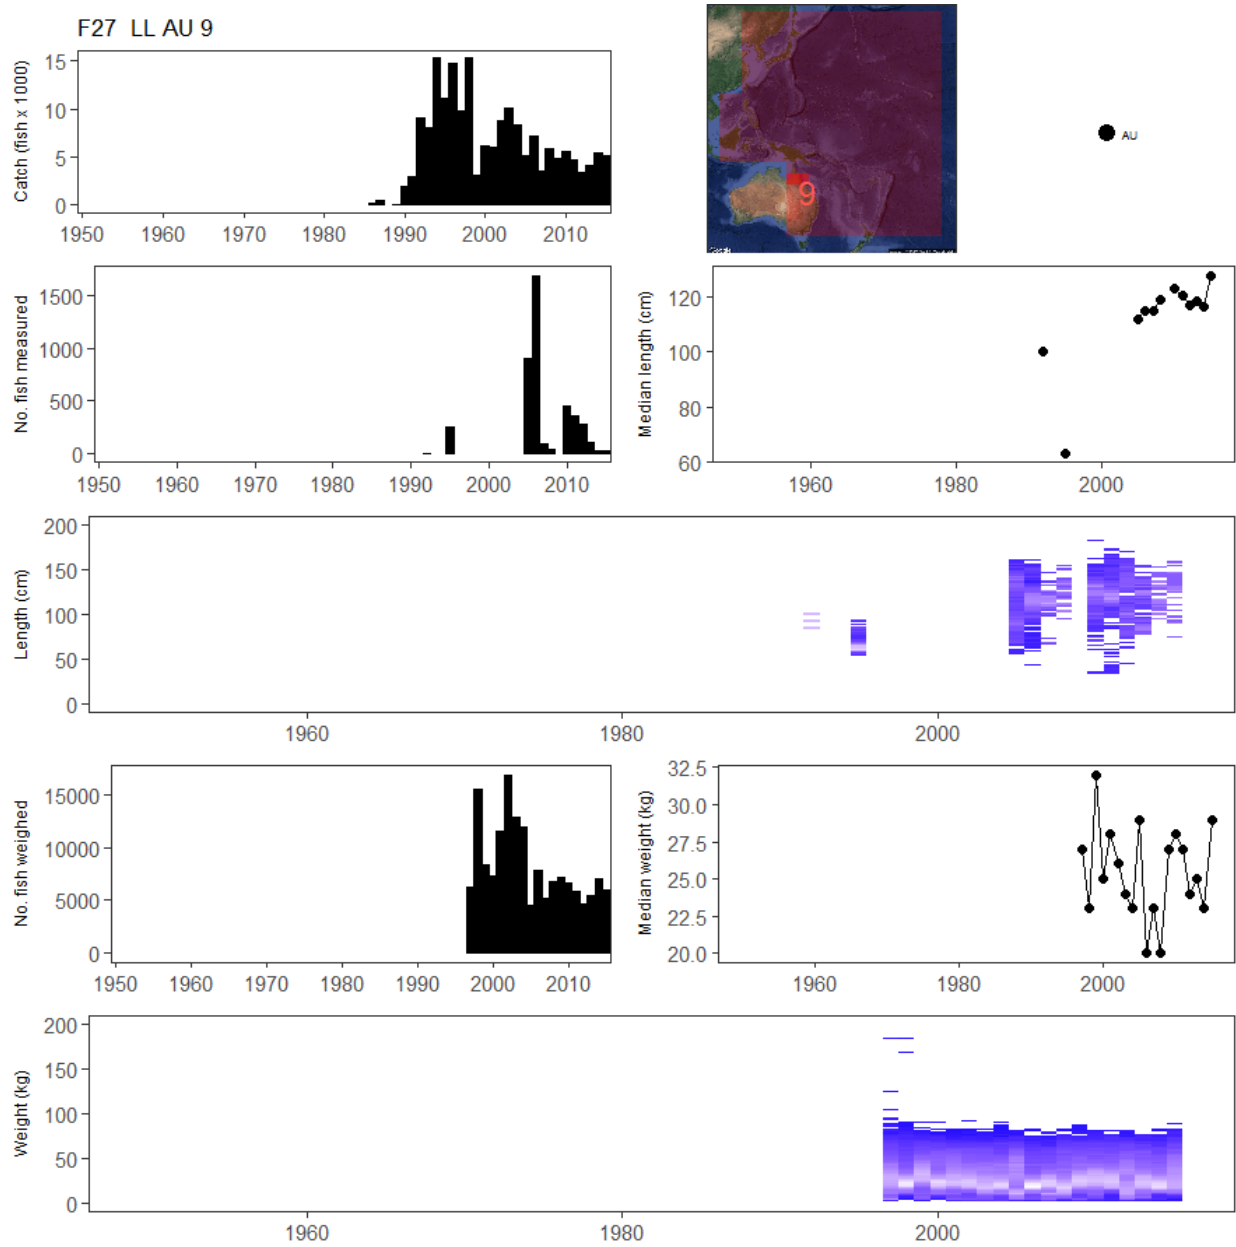 F27 LL AU 9
Catch (fish x 1000)
15
10
5
0
1950 1960 1970 1980 1990 2000 2010
9
AU
No. fish measured
1500
1000
500
0
1950 1960 1970 1980 1990 2000 2010
Median length (cm)
120
100
80
60
1960 1980 2000
Length (cm)
200
150
100
50
0
1960 1980 2000
No. fish weighed
15000
10000
5000
0
1950 1960 1970 1980 1990 2000 2010
Median weight (kg)
32.5
30.0
27.5
25.0
22.5
20.0
1960 1980 2000
Weight (kg)
200
150
100
50
0
1960 1980 2000